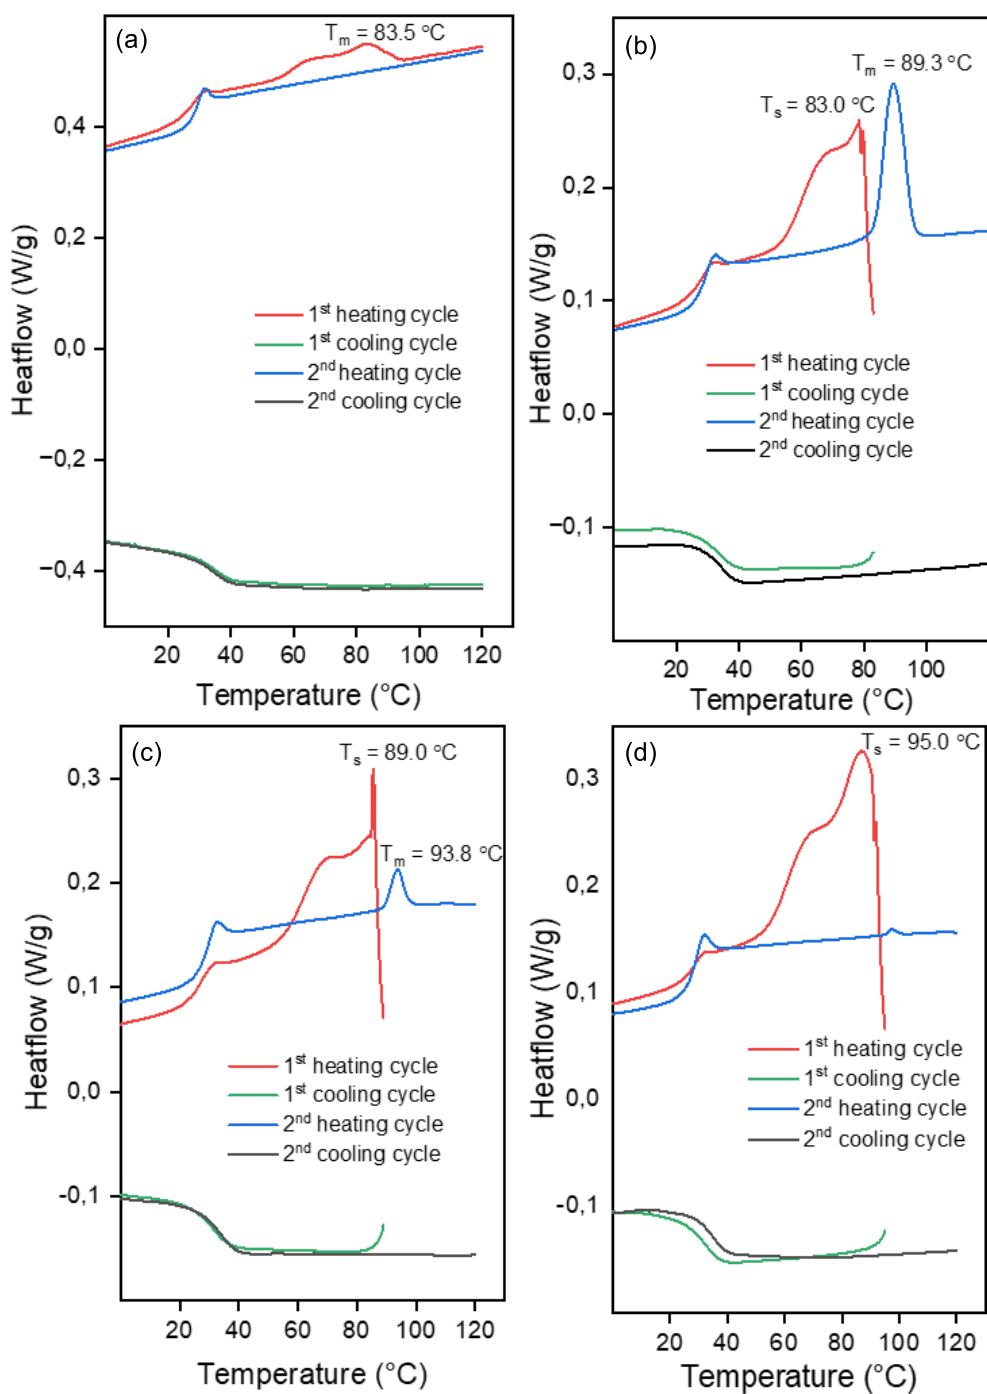 (a)
Tm = 83.5 °C
0,4
0,2
0,0
−0,2
−0,4
Heatflow (W/g)
1st heating cycle
1st cooling cycle
2nd heating cycle
2nd cooling cycle
20 40 60 80 100 120
Temperature (°C)
(b)
Tm = 89.3 °C
Ts = 83.0 °C
0,3
0,2
0,1
0,0
−0,1
Heatflow (W/g)
1st heating cycle
1st cooling cycle
2nd heating cycle
2nd cooling cycle
20 40 60 80 100
Temperature (°C)
(c)
Ts = 89.0 °C
Tm = 93.8 °C
0,3
0,2
0,1
0,0
-0,1
Heatflow (W/g)
1st heating cycle
1st cooling cycle
2nd heating cycle
2nd cooling cycle
20 40 60 80 100 120
Temperature (°C)
(d)
Ts = 95.0 °C
0,3
0,2
0,1
0,0
-0,1
Heatflow (W/g)
1st heating cycle
1st cooling cycle
2nd heating cycle
2nd cooling cycle
20 40 60 80 100 120
Temperature (°C)